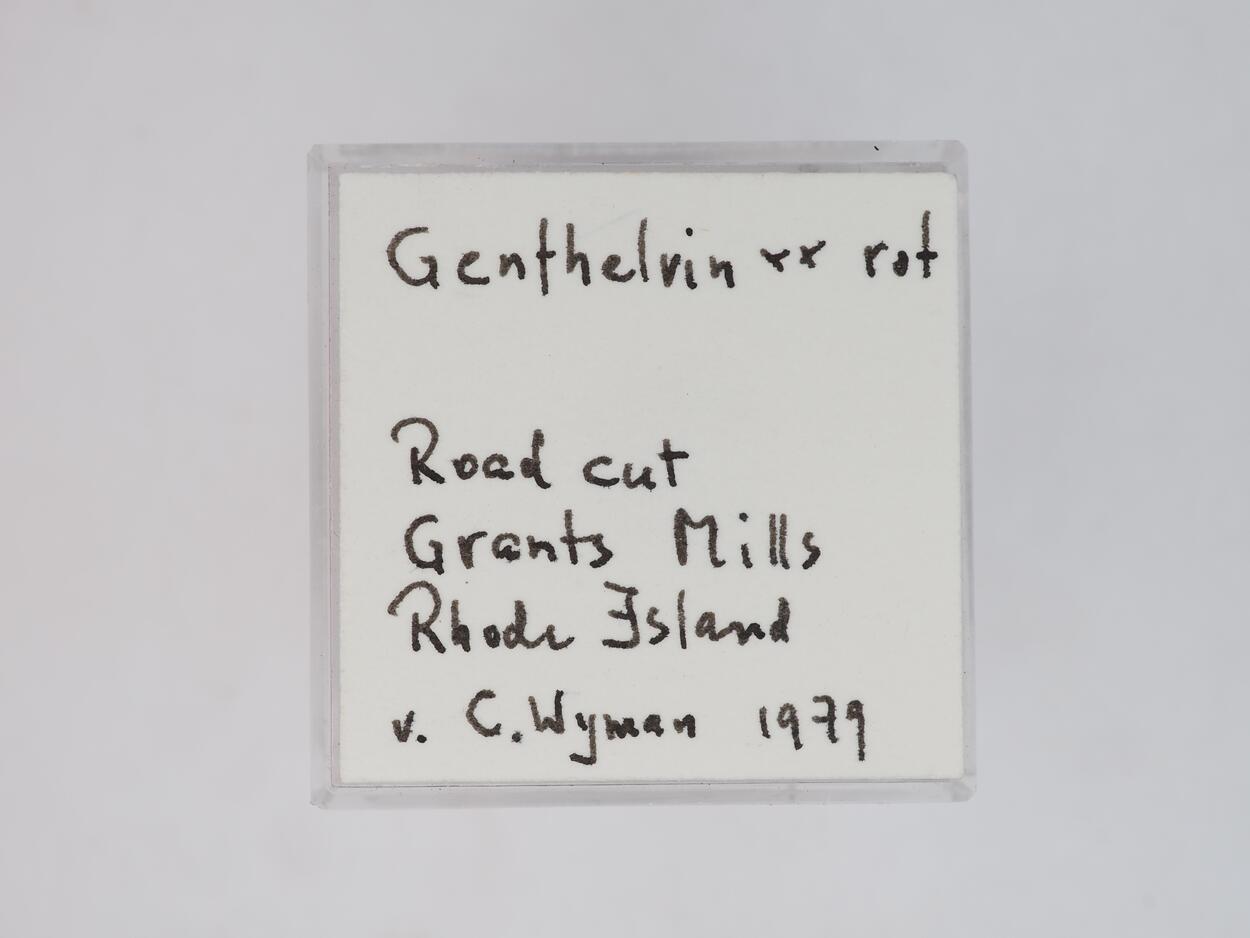 Genthelvin xx rot
Road cut
Grants Mills
Rhode Island
v. C. Wyman 1979